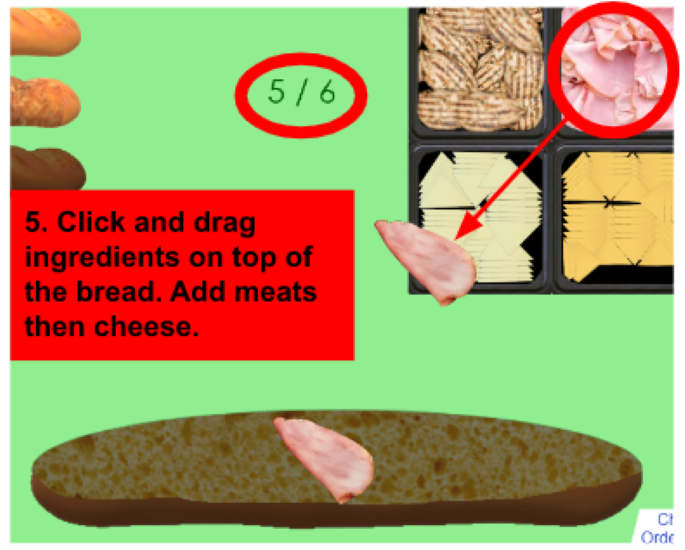 5 / 6
5. Click and drag
ingredients on top of
the bread. Add meats
then cheese.